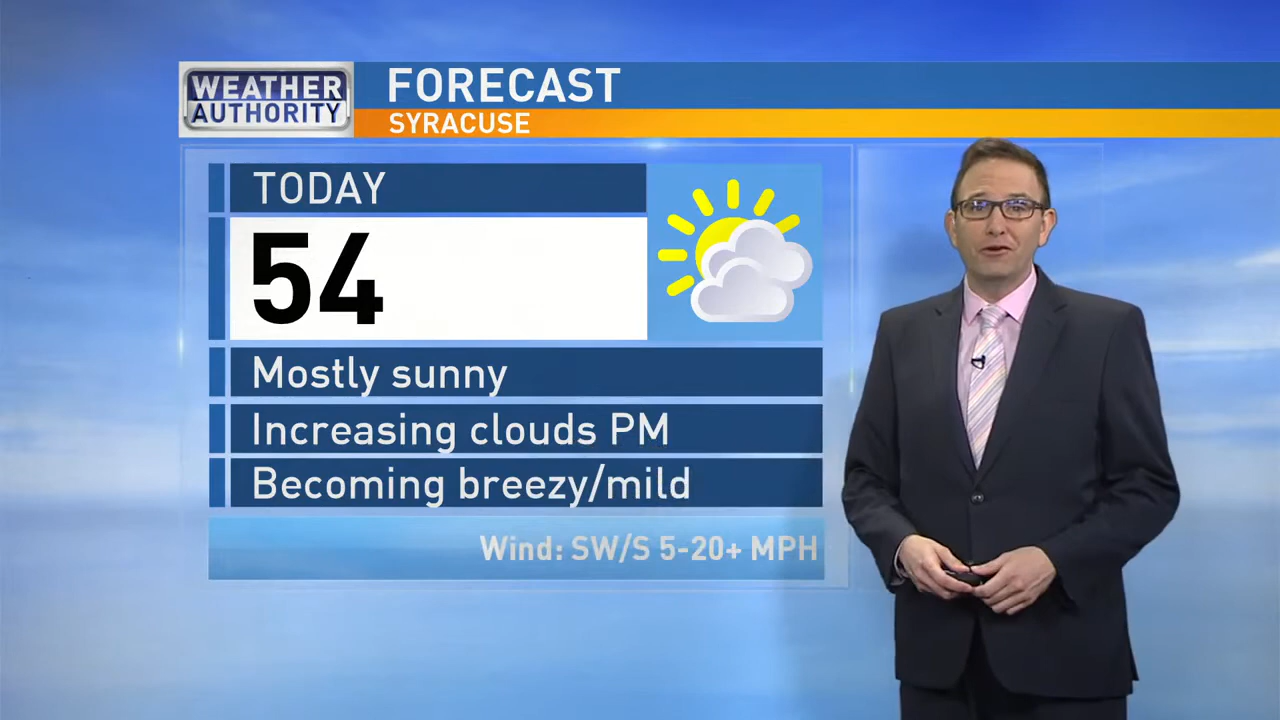 WEATHER
AUTHORITY
FORECAST
SYRACUSE
TODAY
54
Mostly sunny
Increasing clouds PM
Becoming breezy/mild
Wind: SW/S 5-20+ MPH